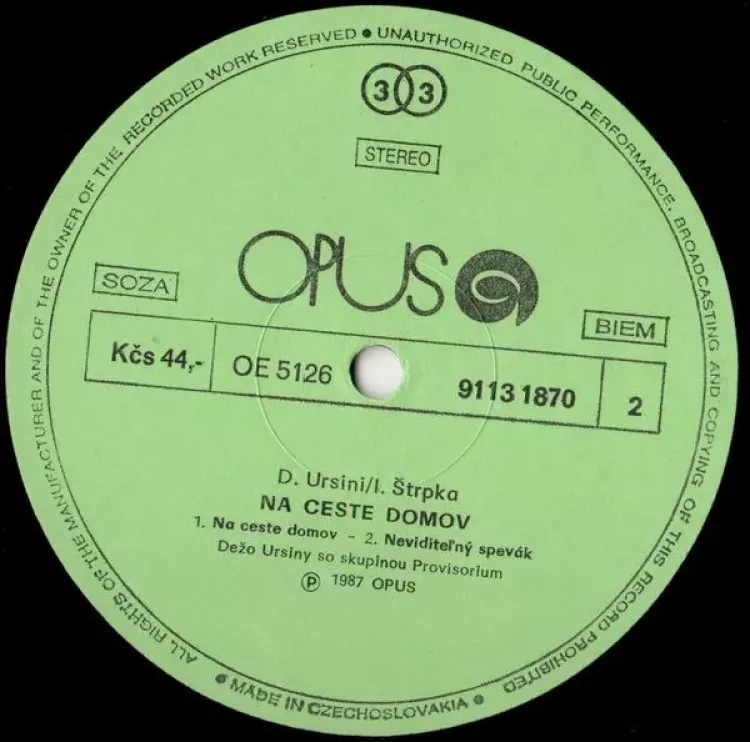 ALL RIGHTS OF THE MANUFACTURER AND OF THE OWNER OF THE RECORDED WORK RESERVED ● UNAUTHORIZED PUBLIC PERFORMANCE, BROADCASTING AND COPYING OF THIS RECORD PROHIBITED
33
STEREO
OPUS
SOZA
BIEM
Kčs 44,- OE 5126 9113 1870 2
D. Ursini/I. Štrpka
NA CESTE DOMOV
1. Na ceste domov – 2. Neviditeľný spevák
Dežo Ursiny so skupinou Provisorium
Ⓟ 1987 OPUS
● MADE IN CZECHOSLOVAKIA ●